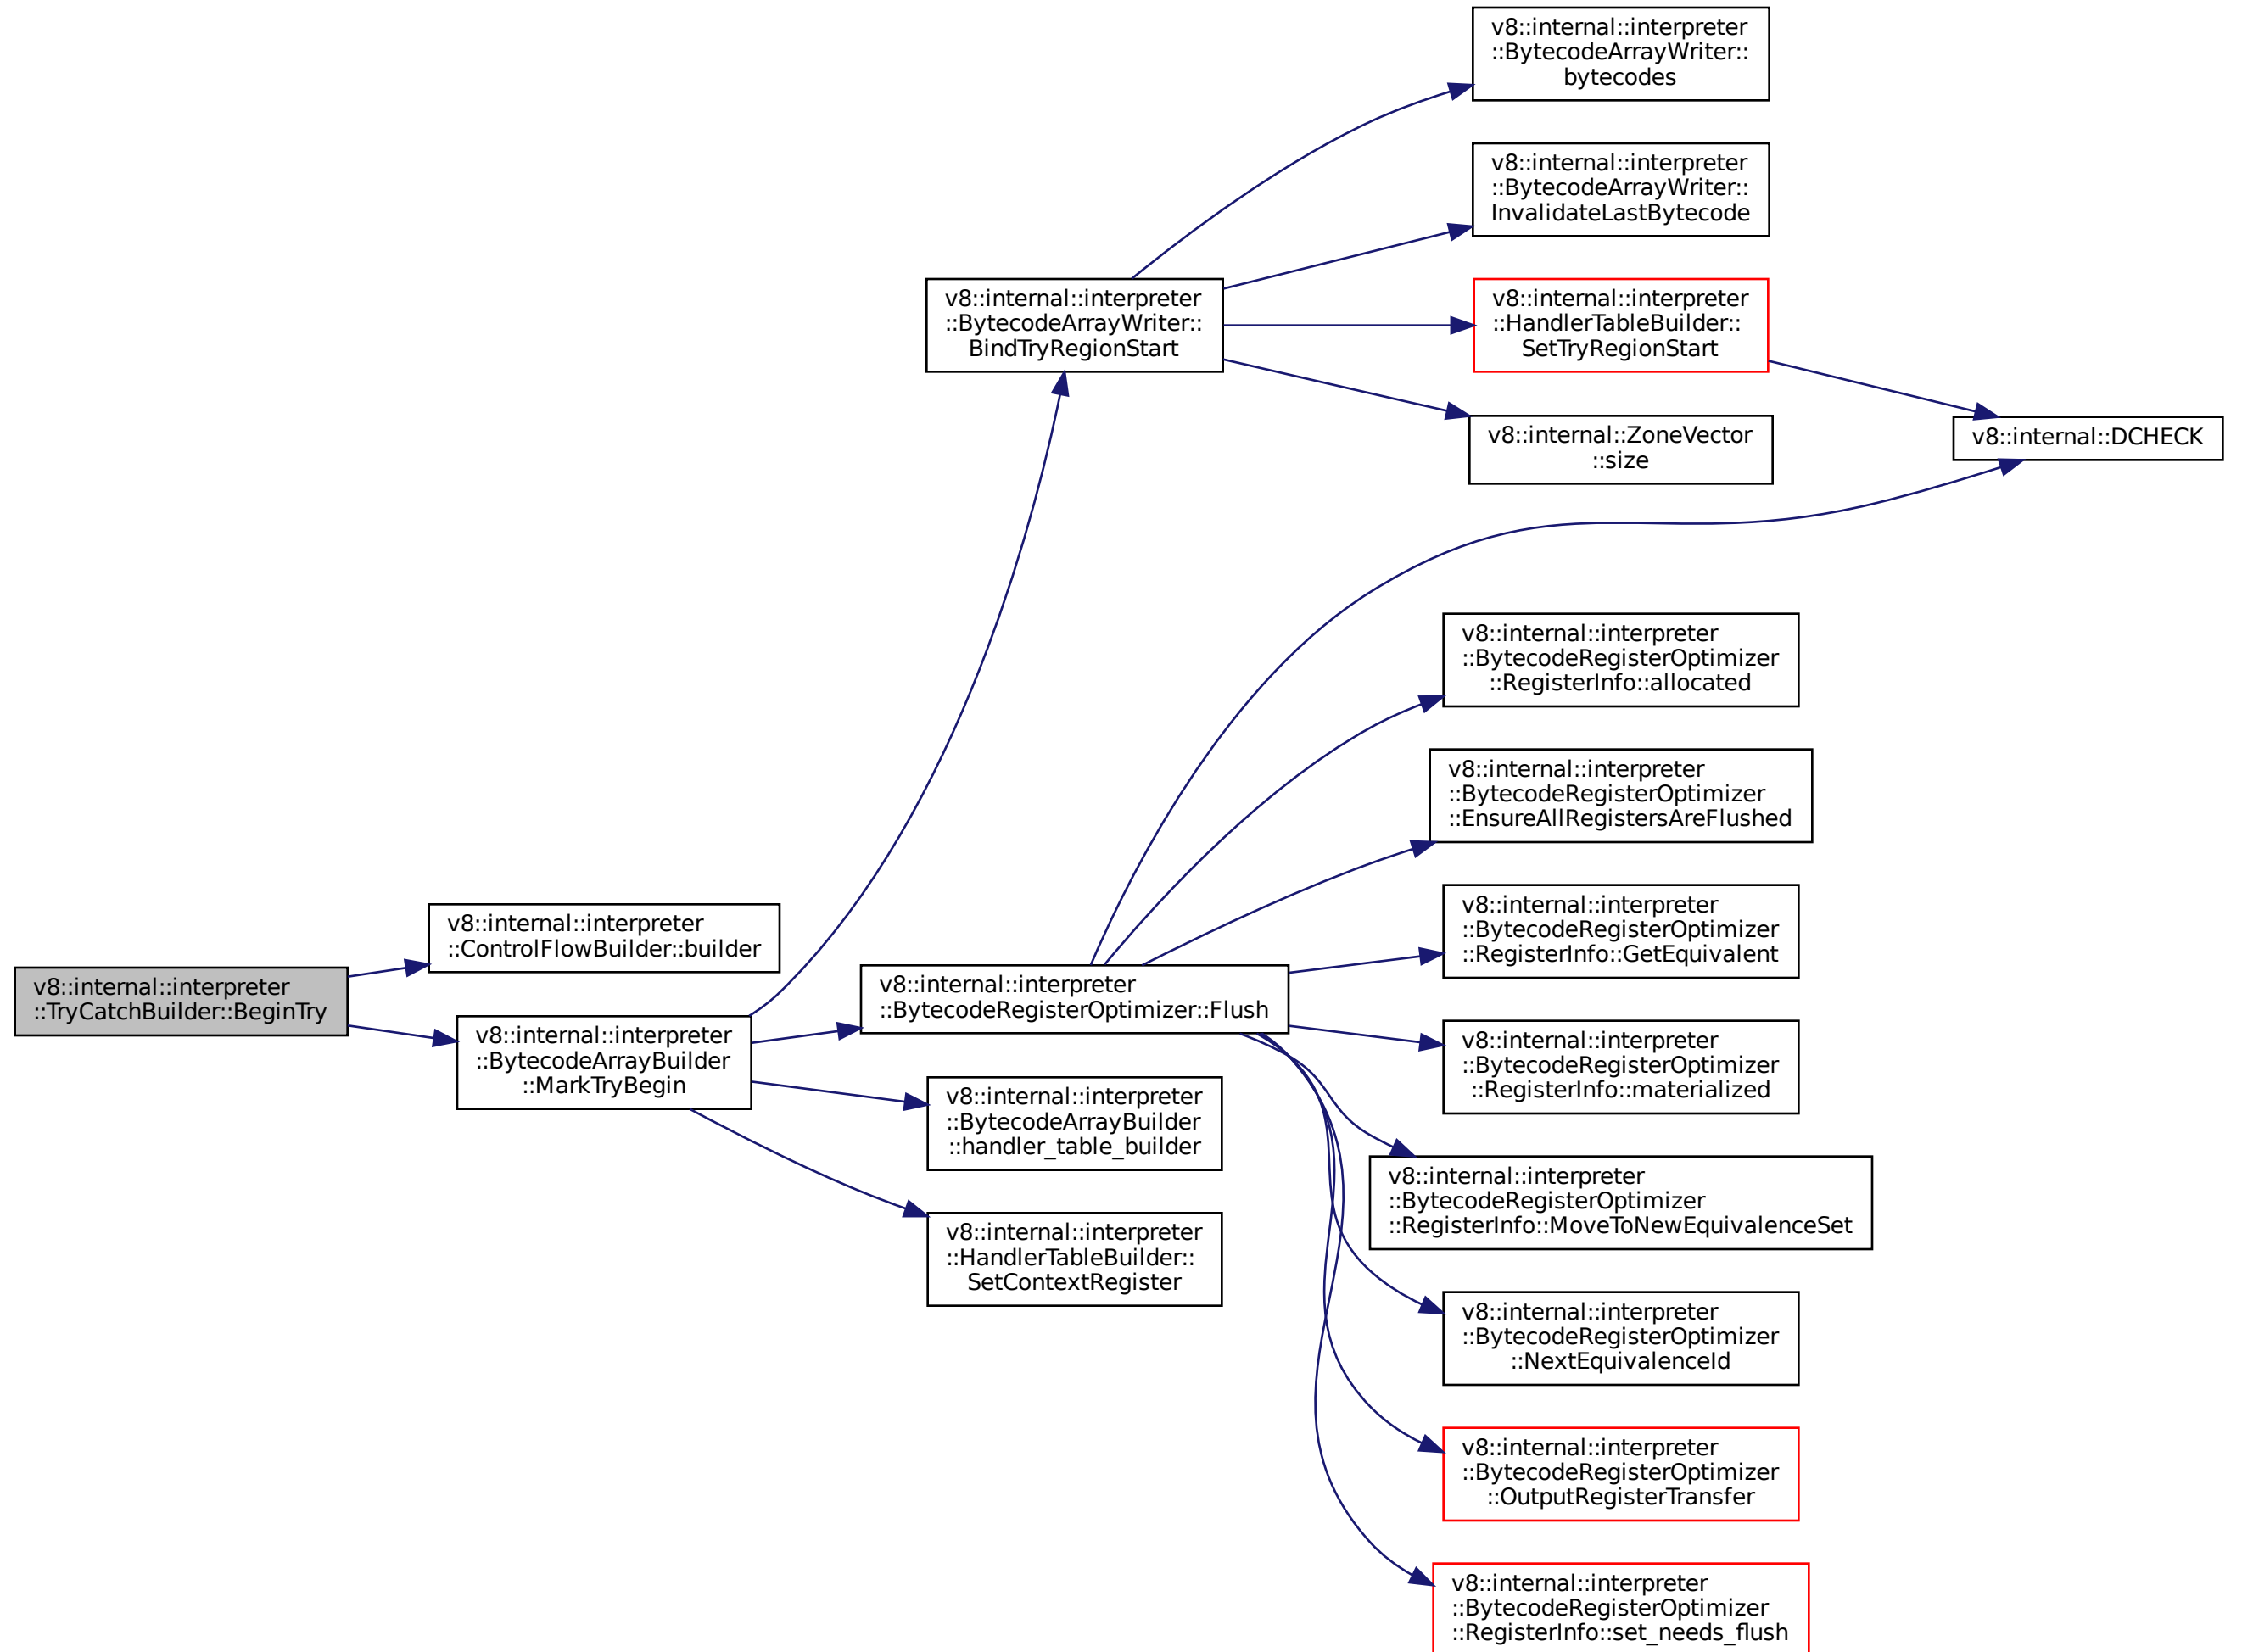 v8::internal::interpreter
::TryCatchBuilder::BeginTry
v8::internal::interpreter
::ControlFlowBuilder::builder
v8::internal::interpreter
::BytecodeArrayBuilder
::MarkTryBegin
v8::internal::interpreter
::BytecodeArrayWriter::
BindTryRegionStart
v8::internal::interpreter
::BytecodeRegisterOptimizer::Flush
v8::internal::interpreter
::BytecodeArrayBuilder
::handler_table_builder
v8::internal::interpreter
::HandlerTableBuilder::
SetContextRegister
v8::internal::interpreter
::BytecodeArrayWriter::
bytecodes
v8::internal::interpreter
::BytecodeArrayWriter::
InvalidateLastBytecode
v8::internal::interpreter
::HandlerTableBuilder::
SetTryRegionStart
v8::internal::ZoneVector
::size
v8::internal::DCHECK
v8::internal::interpreter
::BytecodeRegisterOptimizer
::RegisterInfo::allocated
v8::internal::interpreter
::BytecodeRegisterOptimizer
::EnsureAllRegistersAreFlushed
v8::internal::interpreter
::BytecodeRegisterOptimizer
::RegisterInfo::GetEquivalent
v8::internal::interpreter
::BytecodeRegisterOptimizer
::RegisterInfo::materialized
v8::internal::interpreter
::BytecodeRegisterOptimizer
::RegisterInfo::MoveToNewEquivalenceSet
v8::internal::interpreter
::BytecodeRegisterOptimizer
::NextEquivalenceId
v8::internal::interpreter
::BytecodeRegisterOptimizer
::OutputRegisterTransfer
v8::internal::interpreter
::BytecodeRegisterOptimizer
::RegisterInfo::set_needs_flush